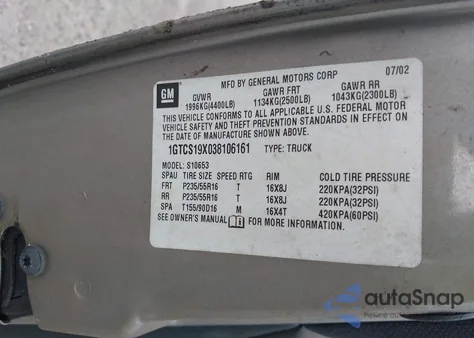 MFD BY GENERAL MOTORS CORP 07/02
GM
GVWR GAWR FRT GAWR RR
1996KG(4400LB) 1134KG(2500LB) 1043KG(2300LB)
THIS VEHICLE CONFORMS TO ALL APPLICABLE U.S. FEDERAL MOTOR
VEHICLE SAFETY AND THEFT PREVENTION STANDARDS IN EFFECT ON
THE DATE OF MANUFACTURE SHOWN ABOVE.
1GTCS19X038106161 TYPE: TRUCK
MODEL: S10653
SPAU TIRE SIZE SPEED RTG RIM COLD TIRE PRESSURE
FRT P235/55R16 T 16X8J 220KPA(32PSI)
RR P235/55R16 T 16X8J 220KPA(32PSI)
SPA T155/90D16 M 16X4T 420KPA(60PSI)
SEE OWNER'S MANUAL FOR MORE INFORMATION.
autoSnap